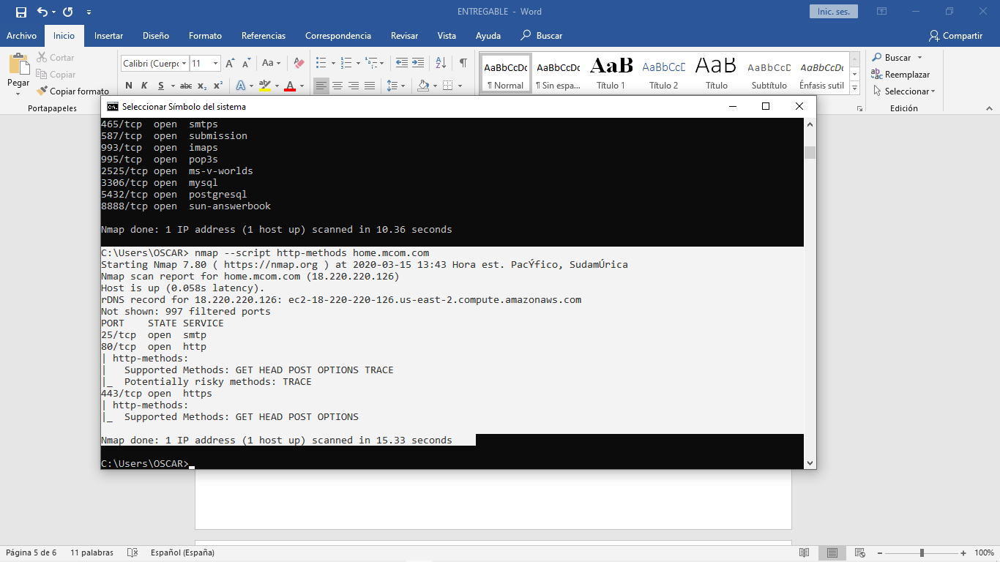 ENTREGABLE - Word
Inic. ses.
Archivo Inicio Insertar Diseño Formato Referencias Correspondencia Revisar Vista Ayuda Buscar Compartir
Pegar
Cortar
Copiar
Copiar formato
Portapapeles
Calibri (Cuerpo 11
Aa
N K S abc x₂ x²
AaBbCcDc
¶ Normal
AaBbCcDc
¶ Sin espa...
AaB
Título 1
AaBbCcD
Título 2
AaB
Título
AaBbCcD
Subtítulo
AaBbCcDc
Énfasis sutil
Buscar
Reemplazar
Seleccionar
Edición
Seleccionar Símbolo del sistema
465/tcp open smtps
587/tcp open submission
993/tcp open imaps
995/tcp open pop3s
2525/tcp open ms-v-worlds
3306/tcp open mysql
5432/tcp open postgresql
8888/tcp open sun-answerbook
Nmap done: 1 IP address (1 host up) scanned in 10.36 seconds
C:\Users\OSCAR> nmap --script http-methods home.mcom.com
Starting Nmap 7.80 ( https://nmap.org ) at 2020-03-15 13:43 Hora est. PacÝfico, SudamÚrica
Nmap scan report for home.mcom.com (18.220.220.126)
Host is up (0.058s latency).
rDNS record for 18.220.220.126: ec2-18-220-220-126.us-east-2.compute.amazonaws.com
Not shown: 997 filtered ports
PORT STATE SERVICE
25/tcp open smtp
80/tcp open http
| http-methods:
| Supported Methods: GET HEAD POST OPTIONS TRACE
|_ Potentially risky methods: TRACE
443/tcp open https
| http-methods:
|_ Supported Methods: GET HEAD POST OPTIONS
Nmap done: 1 IP address (1 host up) scanned in 15.33 seconds
C:\Users\OSCAR>
Página 5 de 6 11 palabras Español (España) 100%